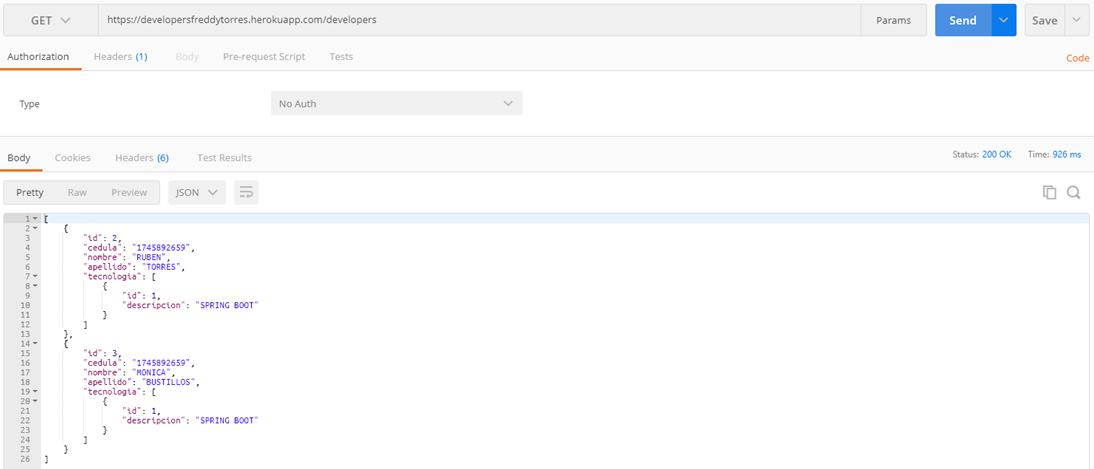 GET https://developersfreddytorres.herokuapp.com/developers Params Send Save
Authorization Headers (1) Body Pre-request Script Tests Code
Type No Auth
Body Cookies Headers (6) Test Results Status: 200 OK Time: 926 ms
Pretty Raw Preview JSON
1 [
2 {
3 "id": 2,
4 "cedula": "1745892659",
5 "nombre": "RUBEN",
6 "apellido": "TORRES",
7 "tecnologia": [
8 {
9 "id": 1,
10 "descripcion": "SPRING BOOT"
11 }
12 ]
13 },
14 {
15 "id": 3,
16 "cedula": "1745892659",
17 "nombre": "MONICA",
18 "apellido": "BUSTILLOS",
19 "tecnologia": [
20 {
21 "id": 1,
22 "descripcion": "SPRING BOOT"
23 }
24 ]
25 }
26 ]